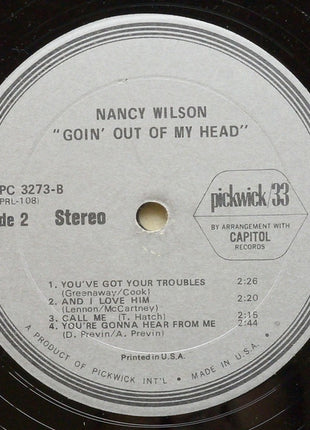 NANCY WILSON
"GOIN' OUT OF MY HEAD"
PC 3273-B
PRL-108)
de 2 Stereo
pickwick/33
BY ARRANGEMENT WITH
CAPITOL
RECORDS
1. YOU'VE GOT YOUR TROUBLES 2:26
(Greenaway/Cook)
2. AND I LOVE HIM 2:20
(Lennon/McCartney)
3. CALL ME (T. Hatch) 2:15
4. YOU'RE GONNA HEAR FROM ME 2:44
(D. Previn/A. Previn)
Printed in U.S.A.
A PRODUCT OF PICKWICK INT'L. • MADE IN U.S.A.